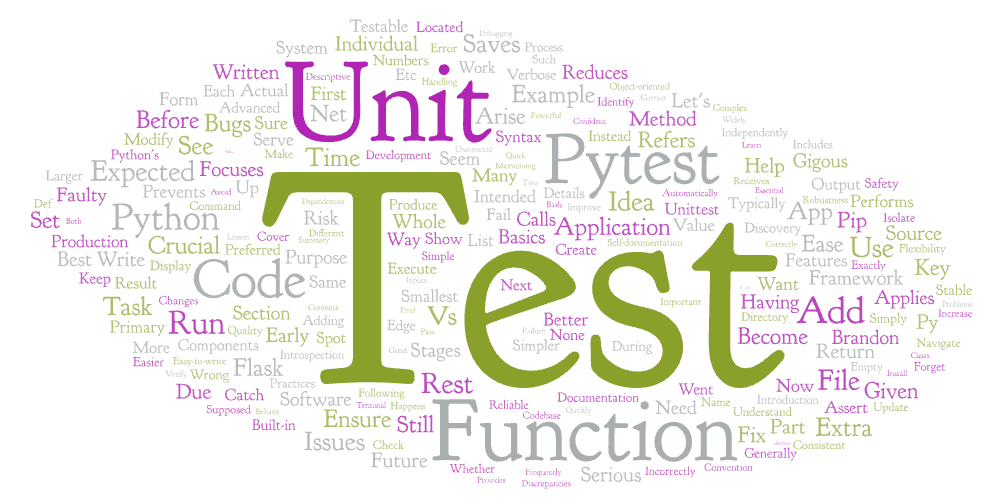 Testable
Located
Debugging
System
Individual
Error
Saves
Process
Such
Written
Descriptive
Numbers
Etc
Handling
Work
Verbose
Reduces
Object-oriented
Each
Actual
First
Unit
Example
Identify
Correct
Let's
Complex
Form
Advanced
Net
Arise
Powerful
Confident
Method
Widely
Before
Bugs
Sure
Serve
Syntax
Instead
Refers
Independently
Learn
Includes
Modify
See
Make
Time
Development
Seem
Unexpected
Quick
Maintaining
Pytest
Help
Gigous
Python's
Larger
Expected
Focuses
Many
Receives
Essential
Faulty
Prevents
Avoid
Up
Dependencies
Produce
Intended
Details
Idea
Automatically
Typically
Output
Safety
Def
Set
Both
Command
Python
Risk
Different
Whole
Fail
Bash
Improve
Unittest
Value
App
Robustness
Performs
Pip
Isolate
Production
Crucial
Cover
Preferred
Summary
Way
Show
List
Calls
Basics
Application
Discovery
Ease
Use
Source
Flexibility
Best
Write
Display
Purpose
Simple
Create
Self-documentation
Correctly
Features
Exactly
Keep
Result
Code
Same
Execute
Inputs
Next
Test
Want
Framework
Key
Stable
Task
Changes
Smallest
Important
Having
Directory
Add
Applies
Problems
Increase
Primary
Run
Section
Quality
Contents
Adding
Find
Edge
Vs
Pass
Better
None
Failure
During
Become
Simply
Brandon
Py
Navigate
More
Components
Early
Spot
Introspection
Great
Stages
Simpler
Return
Cases
Easier
Easy-to-write
Verify
Wrong
Flask
Practices
Empty
Install
Forget
Due
Catch
Software
Following
Rest
Documentation
Went
Now
Introduction
File
Given
Supposed
Behave
Terminal
Happens
Reliable
Codebase
Quickly
Need
Name
Understand
Assert
Update
Built-in
Ensure
Still
Function
Fix
Part
Extra
Issues
Check
Generally
Consistent
Future
Whether
Provides
Frequently
Discrepancies
Serious
Incorrectly
Convention